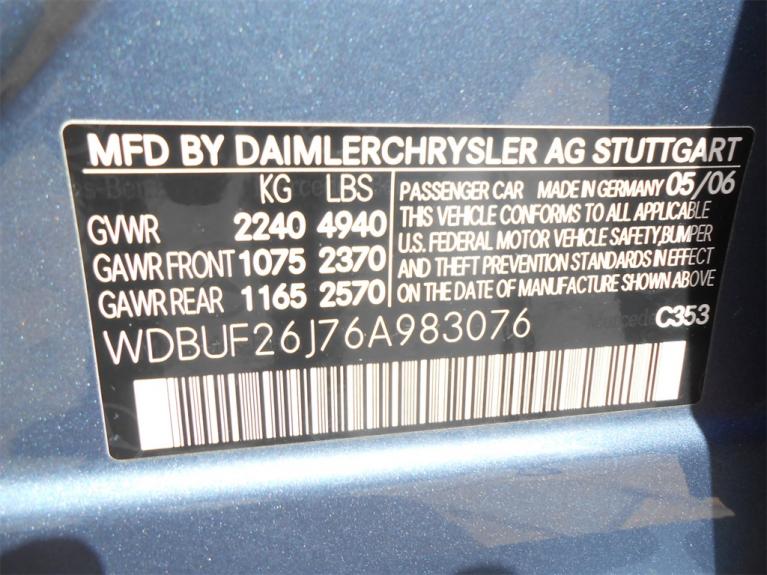 MFD BY DAIMLERCHRYSLER AG STUTTGART
KG LBS
GVWR 2240 4940
GAWR FRONT 1075 2370
GAWR REAR 1165 2570
PASSENGER CAR MADE IN GERMANY 05/06
THIS VEHICLE CONFORMS TO ALL APPLICABLE
U.S. FEDERAL MOTOR VEHICLE SAFETY, BUMPER
AND THEFT PREVENTION STANDARDS IN EFFECT
ON THE DATE OF MANUFACTURE SHOWN ABOVE
WDBUF26J76A983076
C353